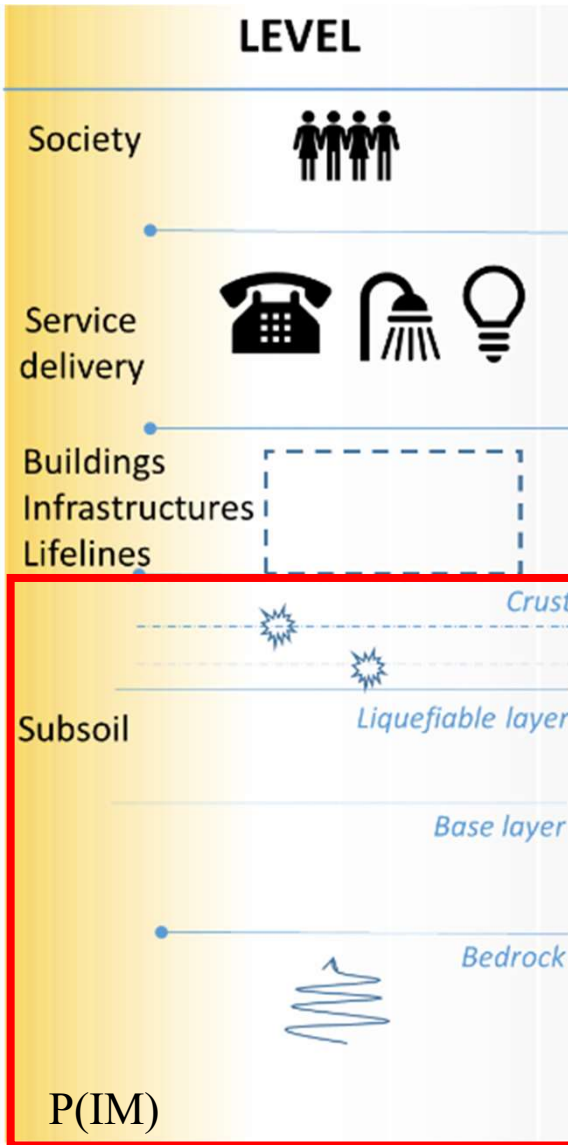 LEVEL
Society
Service
delivery
Buildings
Infrastructures
Lifelines
Crust
Liquefiable layer
Subsoil
Base layer
Bedrock
P(IM)